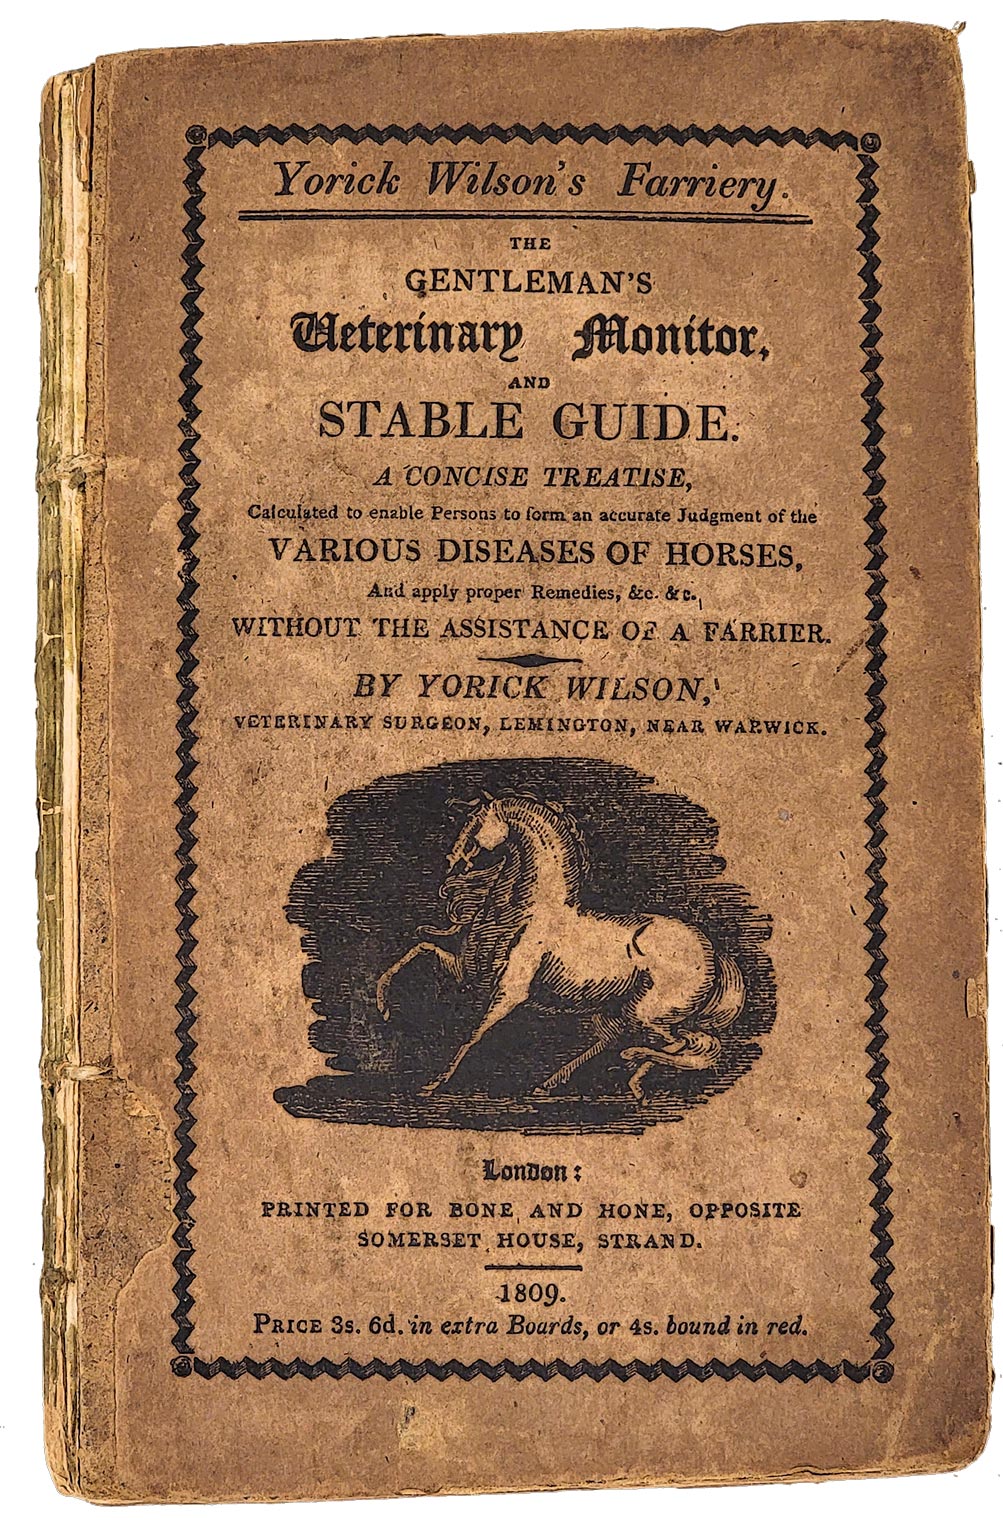 Yorick Wilson's Farriery.
THE
GENTLEMAN'S
Veterinary Monitor,
AND
STABLE GUIDE.
A CONCISE TREATISE,
Calculated to enable Persons to form an accurate Judgment of the
VARIOUS DISEASES OF HORSES,
And apply proper Remedies, &c. &c.
WITHOUT THE ASSISTANCE OF A FARRIER.
BY YORICK WILSON,
VETERINARY SURGEON, LEMINGTON, NEAR WARWICK.
London:
PRINTED FOR BONE AND HONE, OPPOSITE
SOMERSET HOUSE, STRAND.
1809.
PRICE 3s. 6d. in extra Boards, or 4s. bound in red.